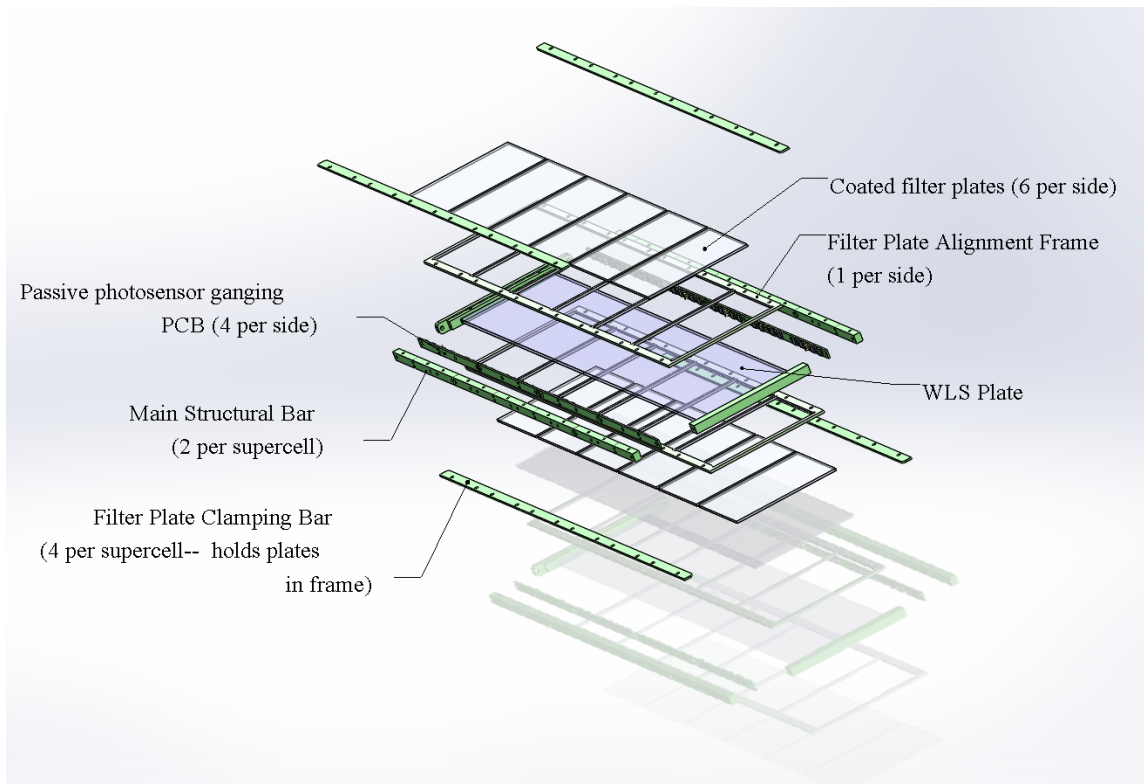 Coated filter plates (6 per side)
Filter Plate Alignment Frame
(1 per side)
Passive photosensor ganging
PCB (4 per side)
WLS Plate
Main Structural Bar
(2 per supercell)
Filter Plate Clamping Bar
(4 per supercell-- holds plates
in frame)